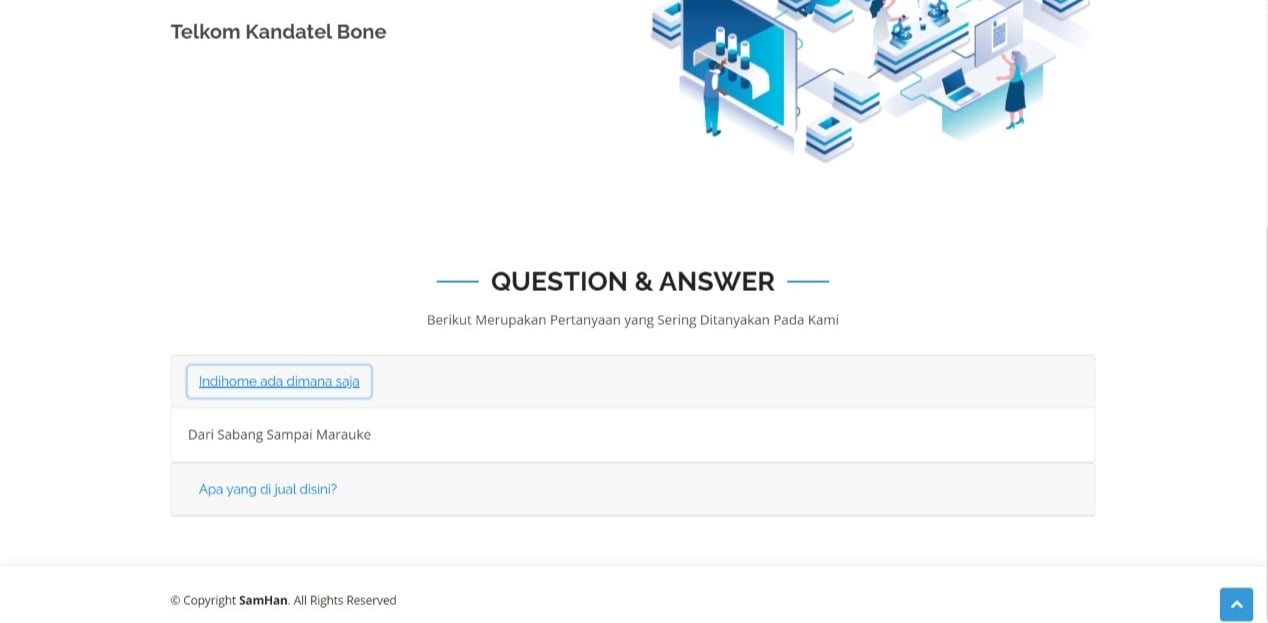 Telkom Kandatel Bone
QUESTION & ANSWER
Berikut Merupakan Pertanyaan yang Sering Ditanyakan Pada Kami
Indihome ada dimana saja
Dari Sabang Sampai Marauke
Apa yang di jual disini?
© Copyright SamHan. All Rights Reserved